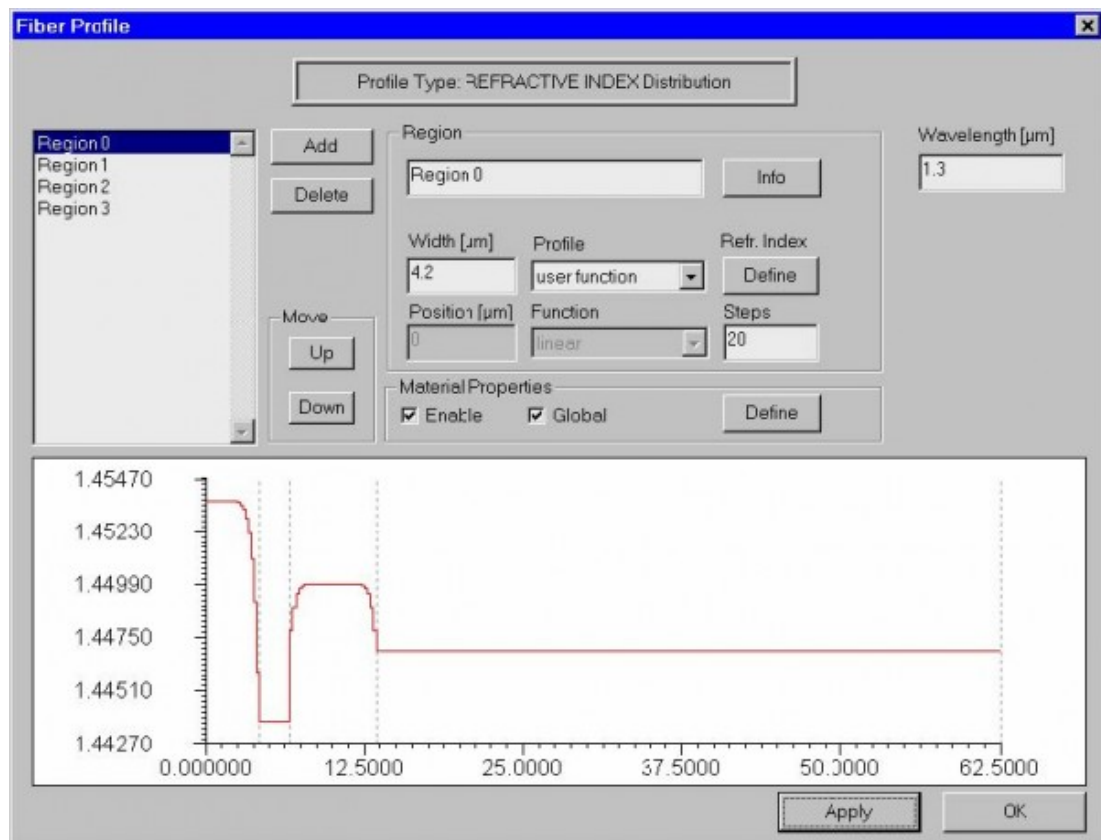 Fiber Profile
Profile Type: REFRACTIVE INDEX Distribution
Region 0
Region 1
Region 2
Region 3
Add
Delete
Move
Up
Down
Region
Region 0
Info
Width [µm]
Profile
Refr. Index
4.2
user function
Define
Position [µm]
Function
Steps
0
linear
20
Material Properties
Enable
Global
Define
Wavelength [µm]
1.3
1.45470
1.45230
1.44990
1.44750
1.44510
1.44270
0.000000 12.5000 25.0000 37.5000 50.0000 62.5000
Apply
OK